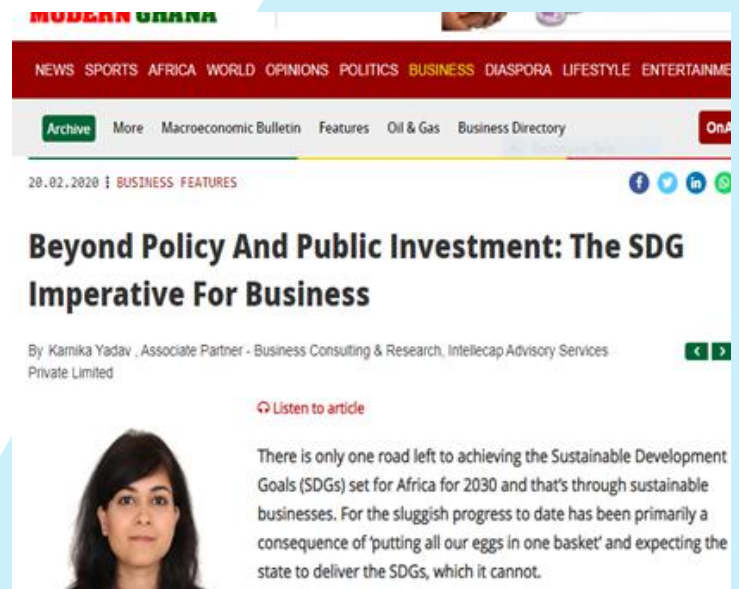 MODERN GHANA
NEWS SPORTS AFRICA WORLD OPINIONS POLITICS BUSINESS DIASPORA LIFESTYLE ENTERTAINME
Archive More Macroeconomic Bulletin Features Oil & Gas Business Directory OnA
20.02.2020 ¦ BUSINESS FEATURES
Beyond Policy And Public Investment: The SDG
Imperative For Business
By Karnika Yadav , Associate Partner - Business Consulting & Research, Intellecap Advisory Services
Private Limited
Listen to article
There is only one road left to achieving the Sustainable Development
Goals (SDGs) set for Africa for 2030 and that's through sustainable
businesses. For the sluggish progress to date has been primarily a
consequence of 'putting all our eggs in one basket' and expecting the
state to deliver the SDGs, which it cannot.